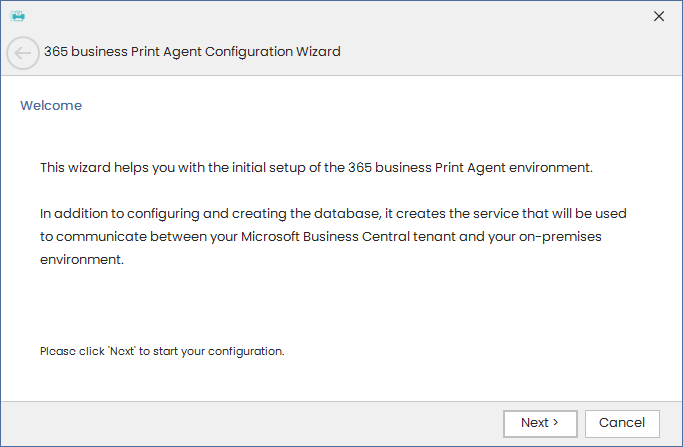 365 business Print Agent Configuration Wizard
Welcome
This wizard helps you with the initial setup of the 365 business Print Agent environment.
In addition to configuring and creating the database, it creates the service that will be used
to communicate between your Microsoft Business Central tenant and your on-premises
environment.
Please click 'Next' to start your configuration.
Next >
Cancel